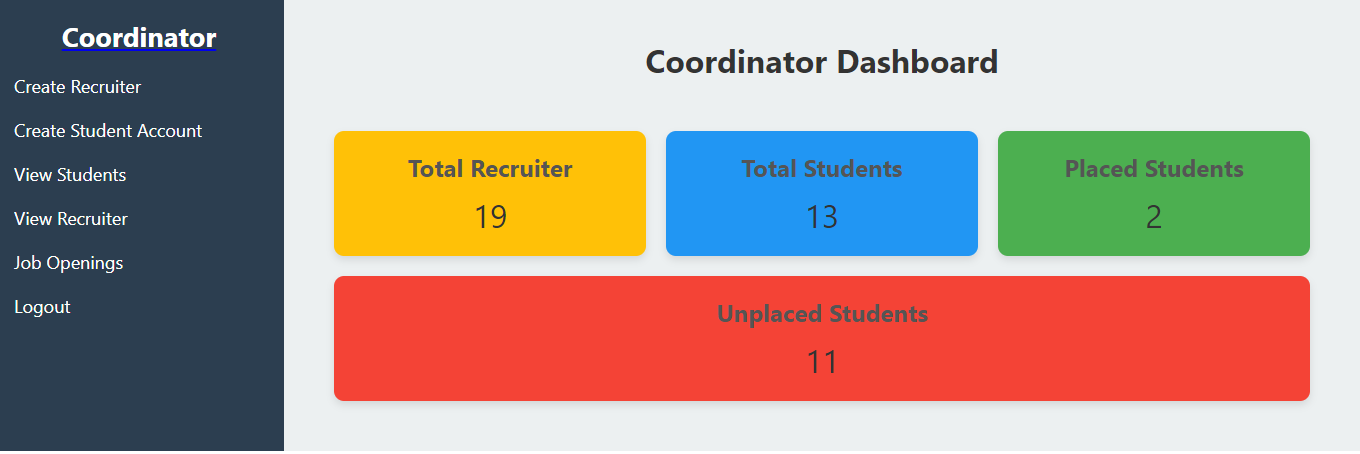 Coordinator
Create Recruiter
Create Student Account
View Students
View Recruiter
Job Openings
Logout
Coordinator Dashboard
Total Recruiter
19
Total Students
13
Placed Students
2
Unplaced Students
11